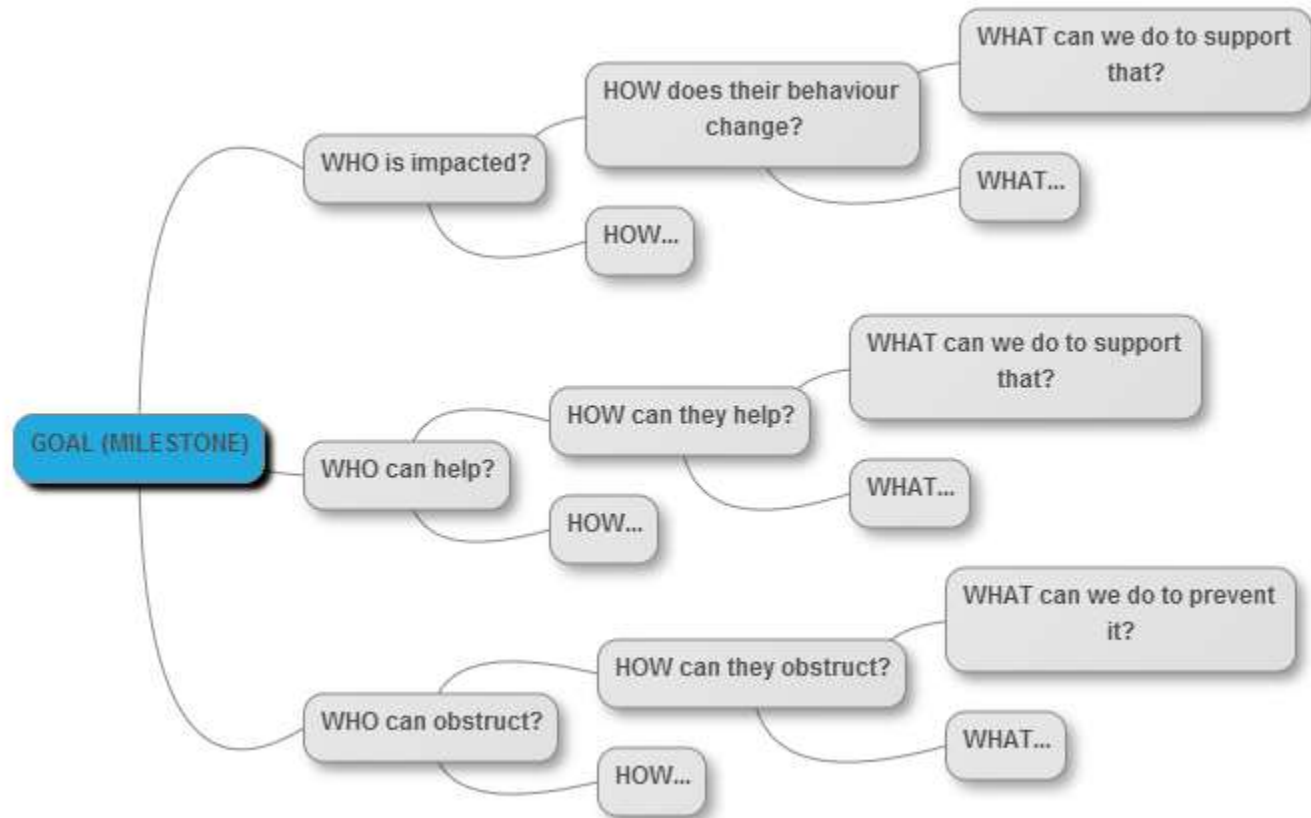 WHAT can we do to support
that?
HOW does their behaviour
change?
WHO is impacted?
WHAT...
HOW...
WHAT can we do to support
that?
HOW can they help?
GOAL (MILESTONE)
WHO can help?
WHAT...
HOW...
WHAT can we do to prevent
it?
HOW can they obstruct?
WHO can obstruct?
WHAT...
HOW...